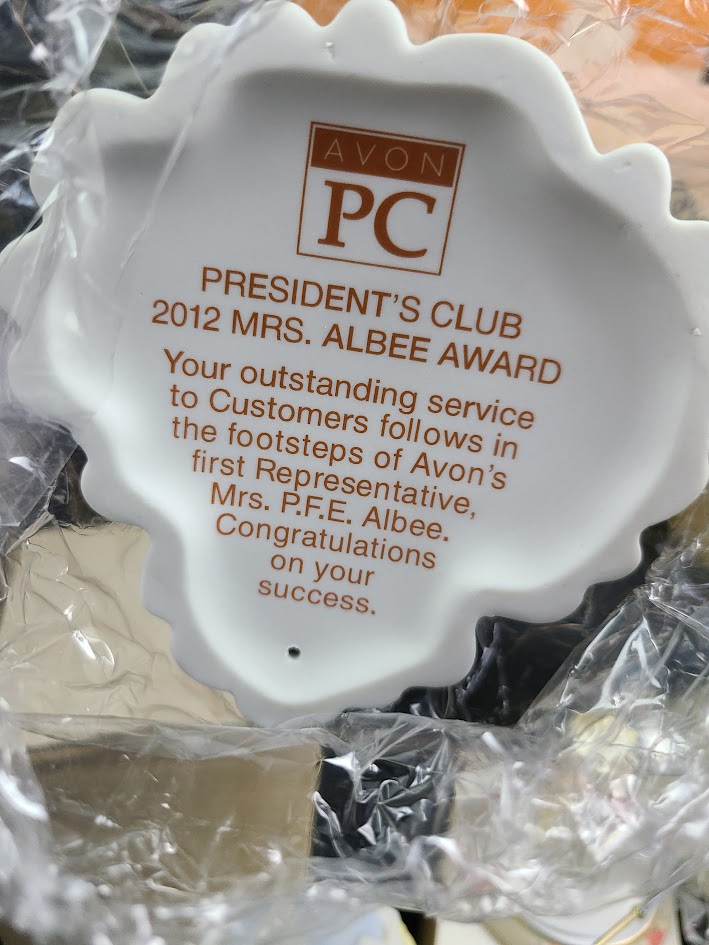 AVON
PC
PRESIDENT'S CLUB
2012 MRS. ALBEE AWARD
Your outstanding service
to Customers follows in
the footsteps of Avon's
first Representative,
Mrs. P.F.E. Albee.
Congratulations
on your
success.